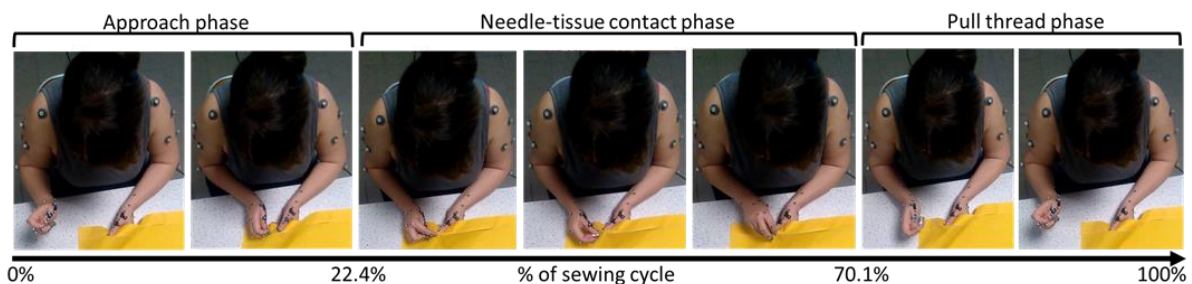 Approach phase
Needle-tissue contact phase
Pull thread phase
0%
22.4%
% of sewing cycle
70.1%
100%